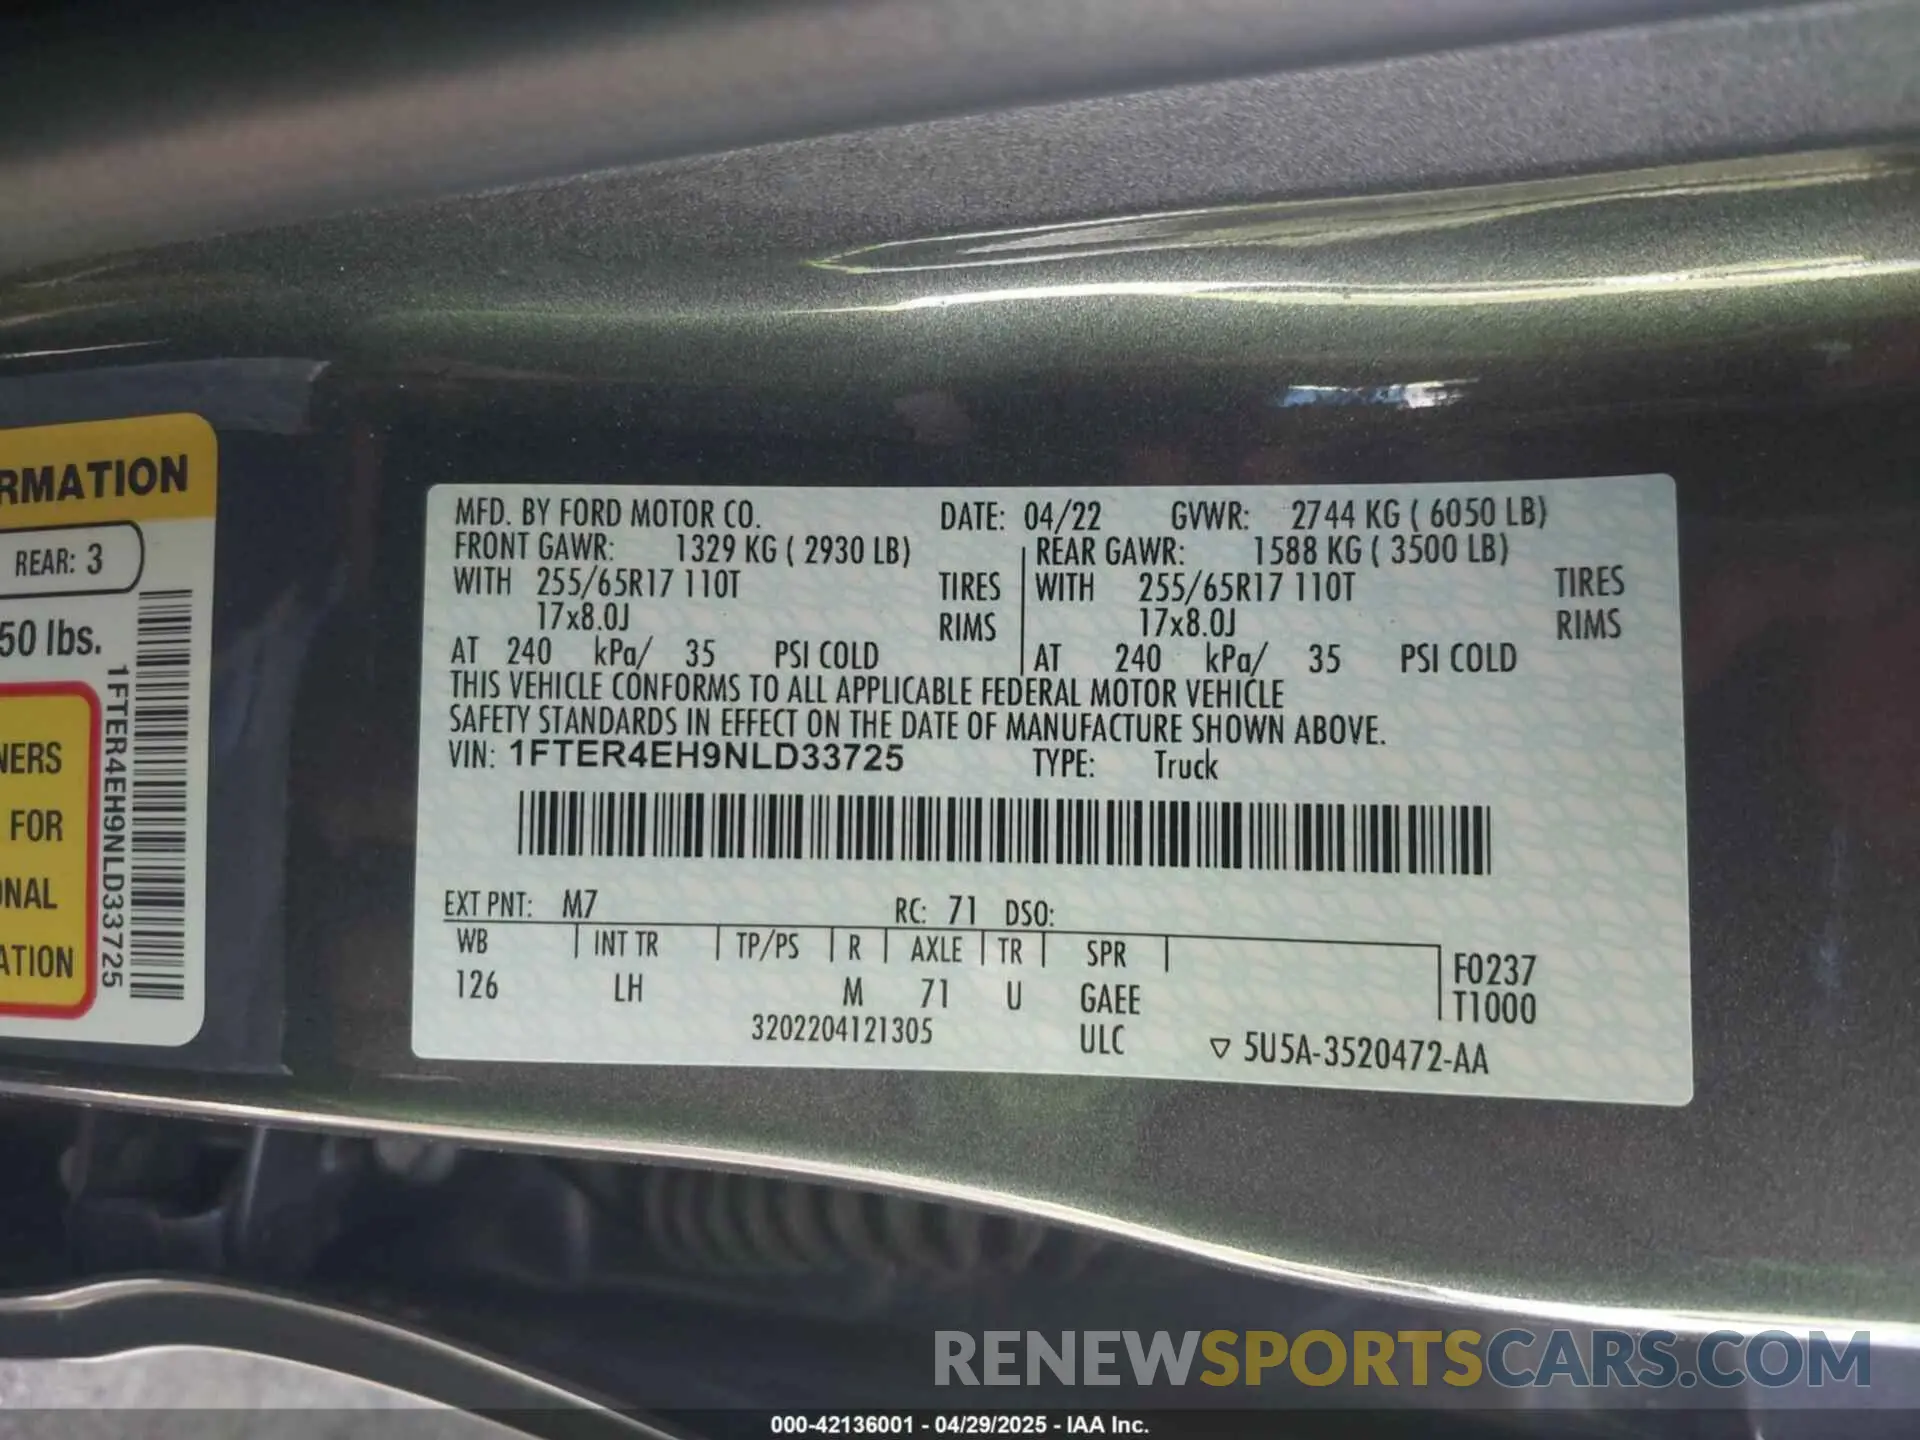 RMATION
REAR: 3
50 lbs.
NERS
FOR
ONAL
ATION
1FTER4EH9NLD33725
MFD. BY FORD MOTOR CO. DATE: 04/22 GVWR: 2744 KG ( 6050 LB)
FRONT GAWR: 1329 KG ( 2930 LB) REAR GAWR: 1588 KG ( 3500 LB)
WITH 255/65R17 110T TIRES WITH 255/65R17 110T TIRES
17x8.0J RIMS 17x8.0J RIMS
AT 240 kPa/ 35 PSI COLD AT 240 kPa/ 35 PSI COLD
THIS VEHICLE CONFORMS TO ALL APPLICABLE FEDERAL MOTOR VEHICLE
SAFETY STANDARDS IN EFFECT ON THE DATE OF MANUFACTURE SHOWN ABOVE.
VIN: 1FTER4EH9NLD33725 TYPE: Truck
EXT PNT: M7 RC: 71 DSO:
WB INT TR TP/PS R AXLE TR SPR F0237
126 LH M 71 U GAEE T1000
3202204121305 ULC ▽ 5U5A-3520472-AA
RENEWSPORTSCARS.COM
000-42136001 - 04/29/2025 - IAA Inc.